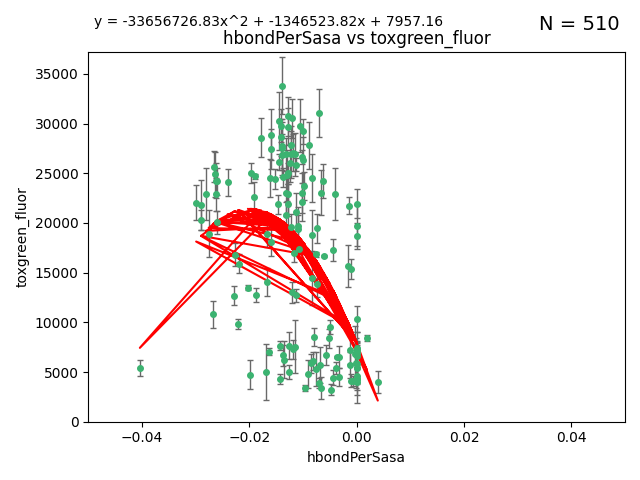 y = -33656726.83x^2 + -1346523.82x + 7957.16
N = 510
hbondPerSasa vs toxgreen_fluor
35000
30000
25000
20000
15000
10000
5000
0
toxgreen_fluor
−0.04
−0.02
0.00
0.02
0.04
hbondPerSasa